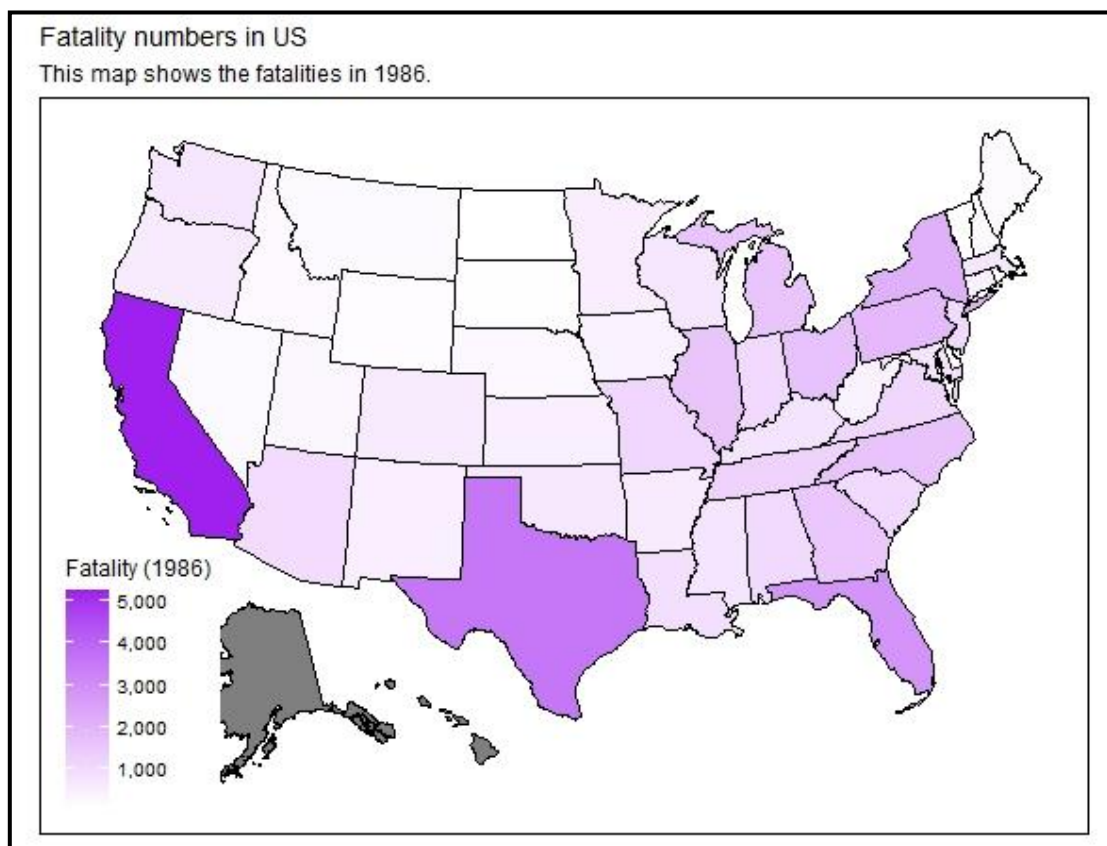 Fatality numbers in US
This map shows the fatalities in 1986.
Fatality (1986)
5,000
4,000
3,000
2,000
1,000